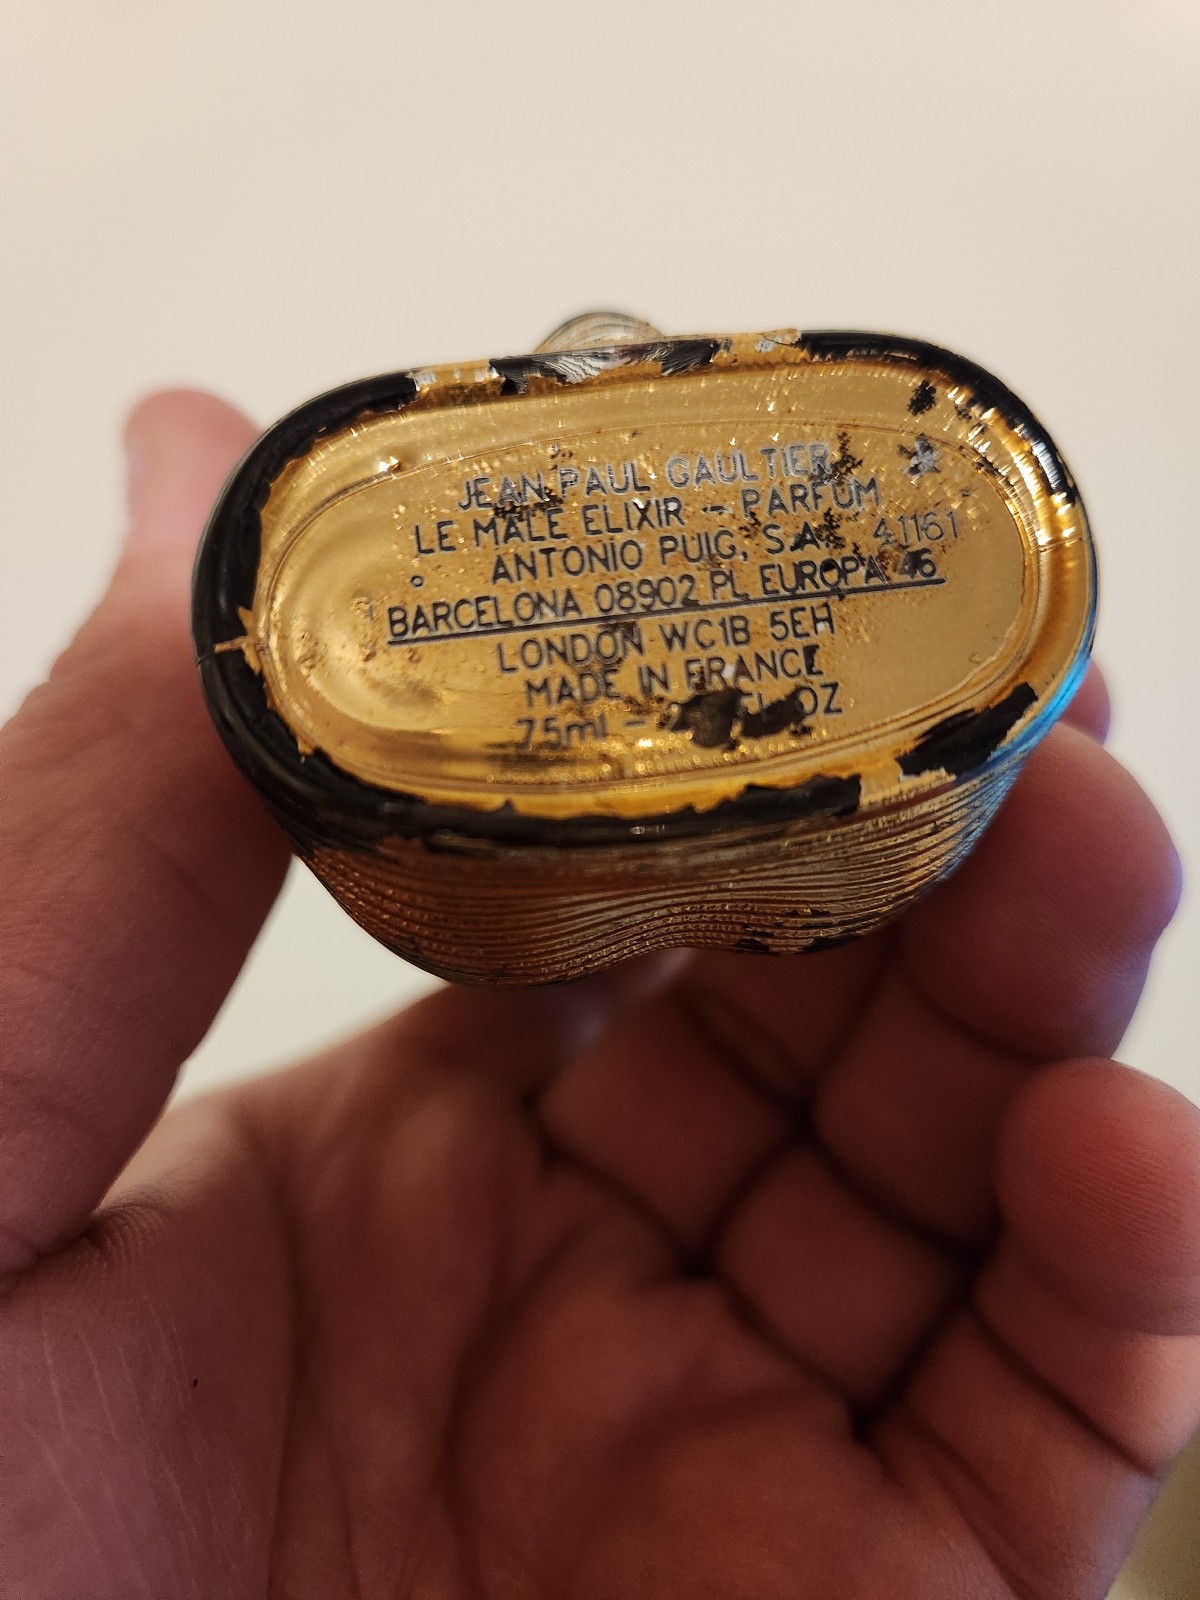 JEAN PAUL GAULTIER
LE MALE ELIXIR - PARFUM
ANTONIO PUIG, S.A. 41161
BARCELONA 08902 PL EUROPA 46
LONDON WC1B 5EH
MADE IN FRANCE
75ml - OZ